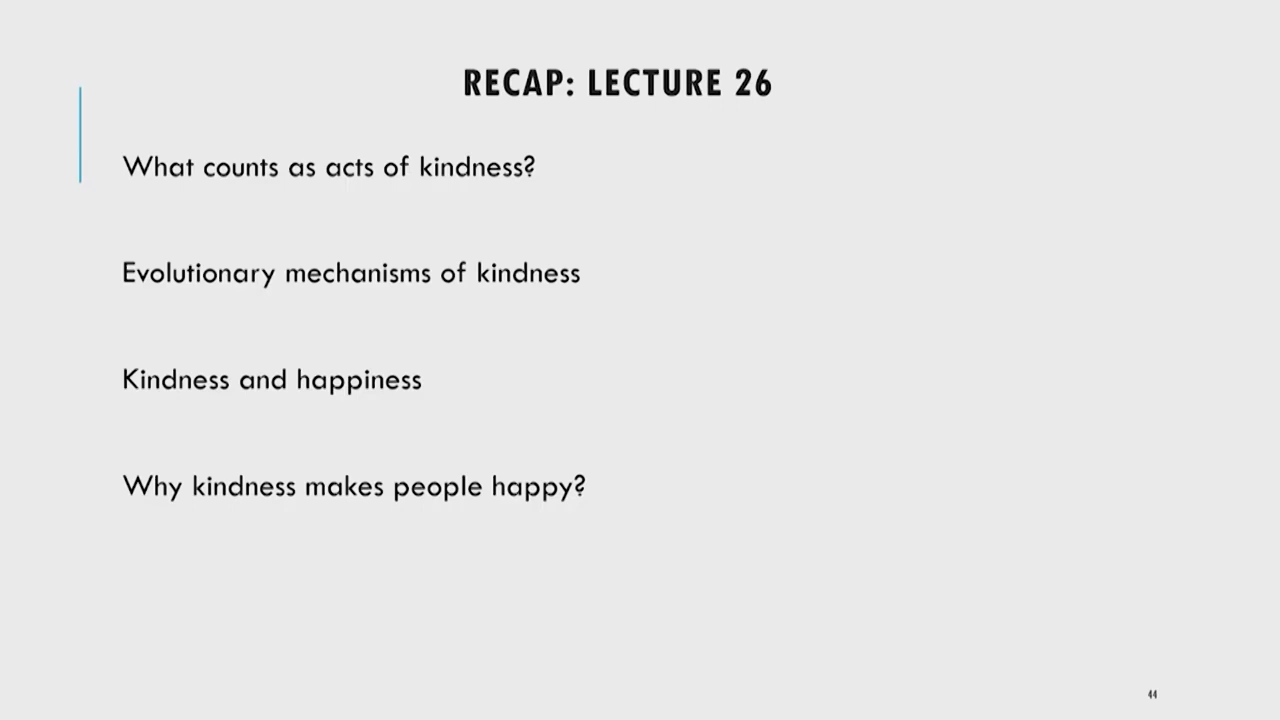 RECAP: LECTURE 26
What counts as acts of kindness?
Evolutionary mechanisms of kindness
Kindness and happiness
Why kindness makes people happy?
44